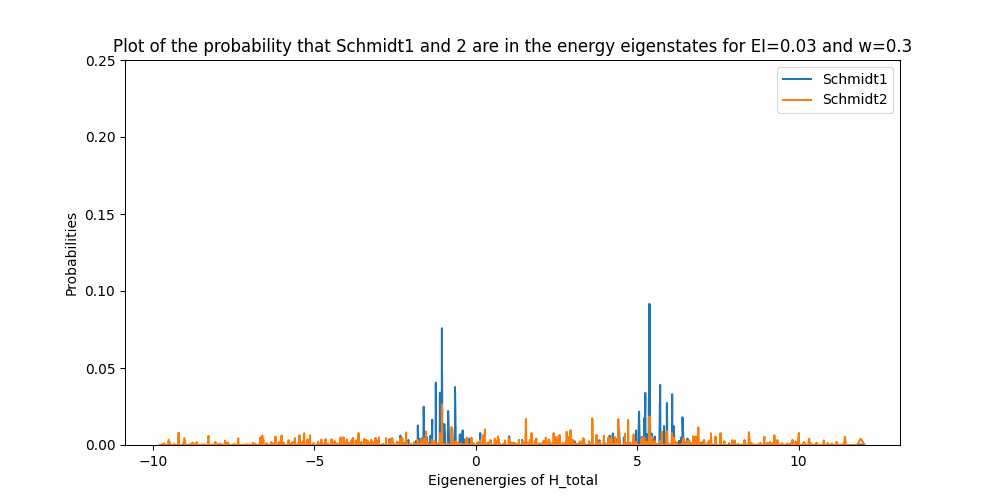 Plot of the probability that Schmidt1 and 2 are in the energy eigenstates for EI=0.03 and w=0.3
0.25
Schmidt1
Schmidt2
0.20
0.15
Probabilities
0.10
0.05
0.00
−10 −5 0 5 10
Eigenenergies of H_total